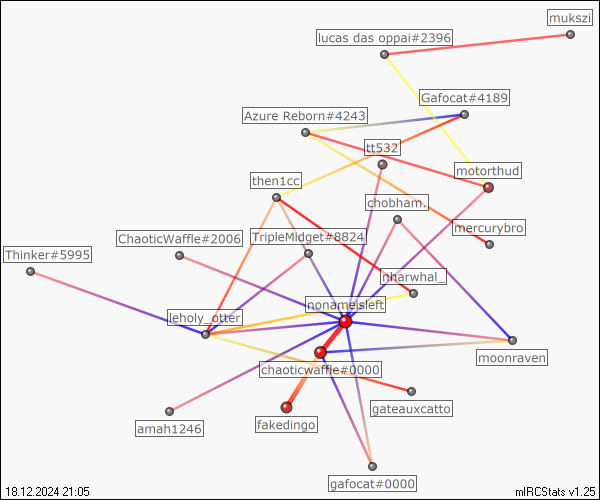 mukszi
lucas das oppai#2396
Gafocat#4189
Azure Reborn#4243
tt532
motorthud
then1cc
chobham.
mercurybro
TripleMidget#8824
ChaoticWaffle#2006
Thinker#5995
nharwhal_
nonameisleft
leholy_otter
moonraven
chaoticwaffle#0000
gateauxcatto
fakedingo
amah1246
gafocat#0000
18.12.2024 21:05
mIRCStats v1.25